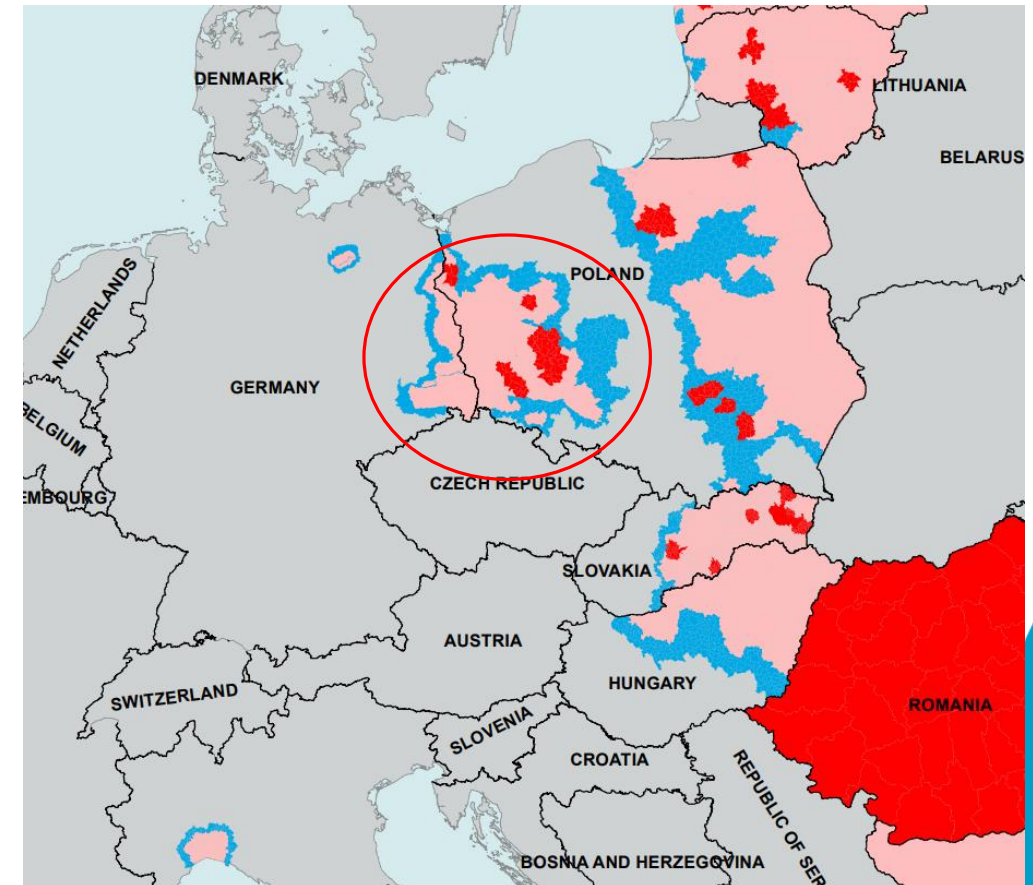 DENMARK
LITHUANIA
BELARUS
NETHERLANDS
POLAND
GERMANY
BELGIUM
CZECH REPUBLIC
EMBOURG
SLOVAKIA
AUSTRIA
HUNGARY
SWITZERLAND
ROMANIA
SLOVENIA
CROATIA
REPUBLIC OF SER
BOSNIA AND HERZEGOVINA